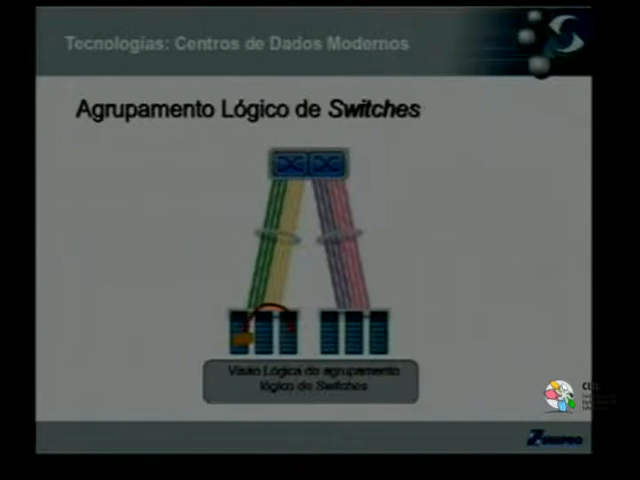 Tecnologias: Centros de Dados Modernos
Agrupamento Lógico de Switches
Visão Lógica do agrupamento
lógico de Switches